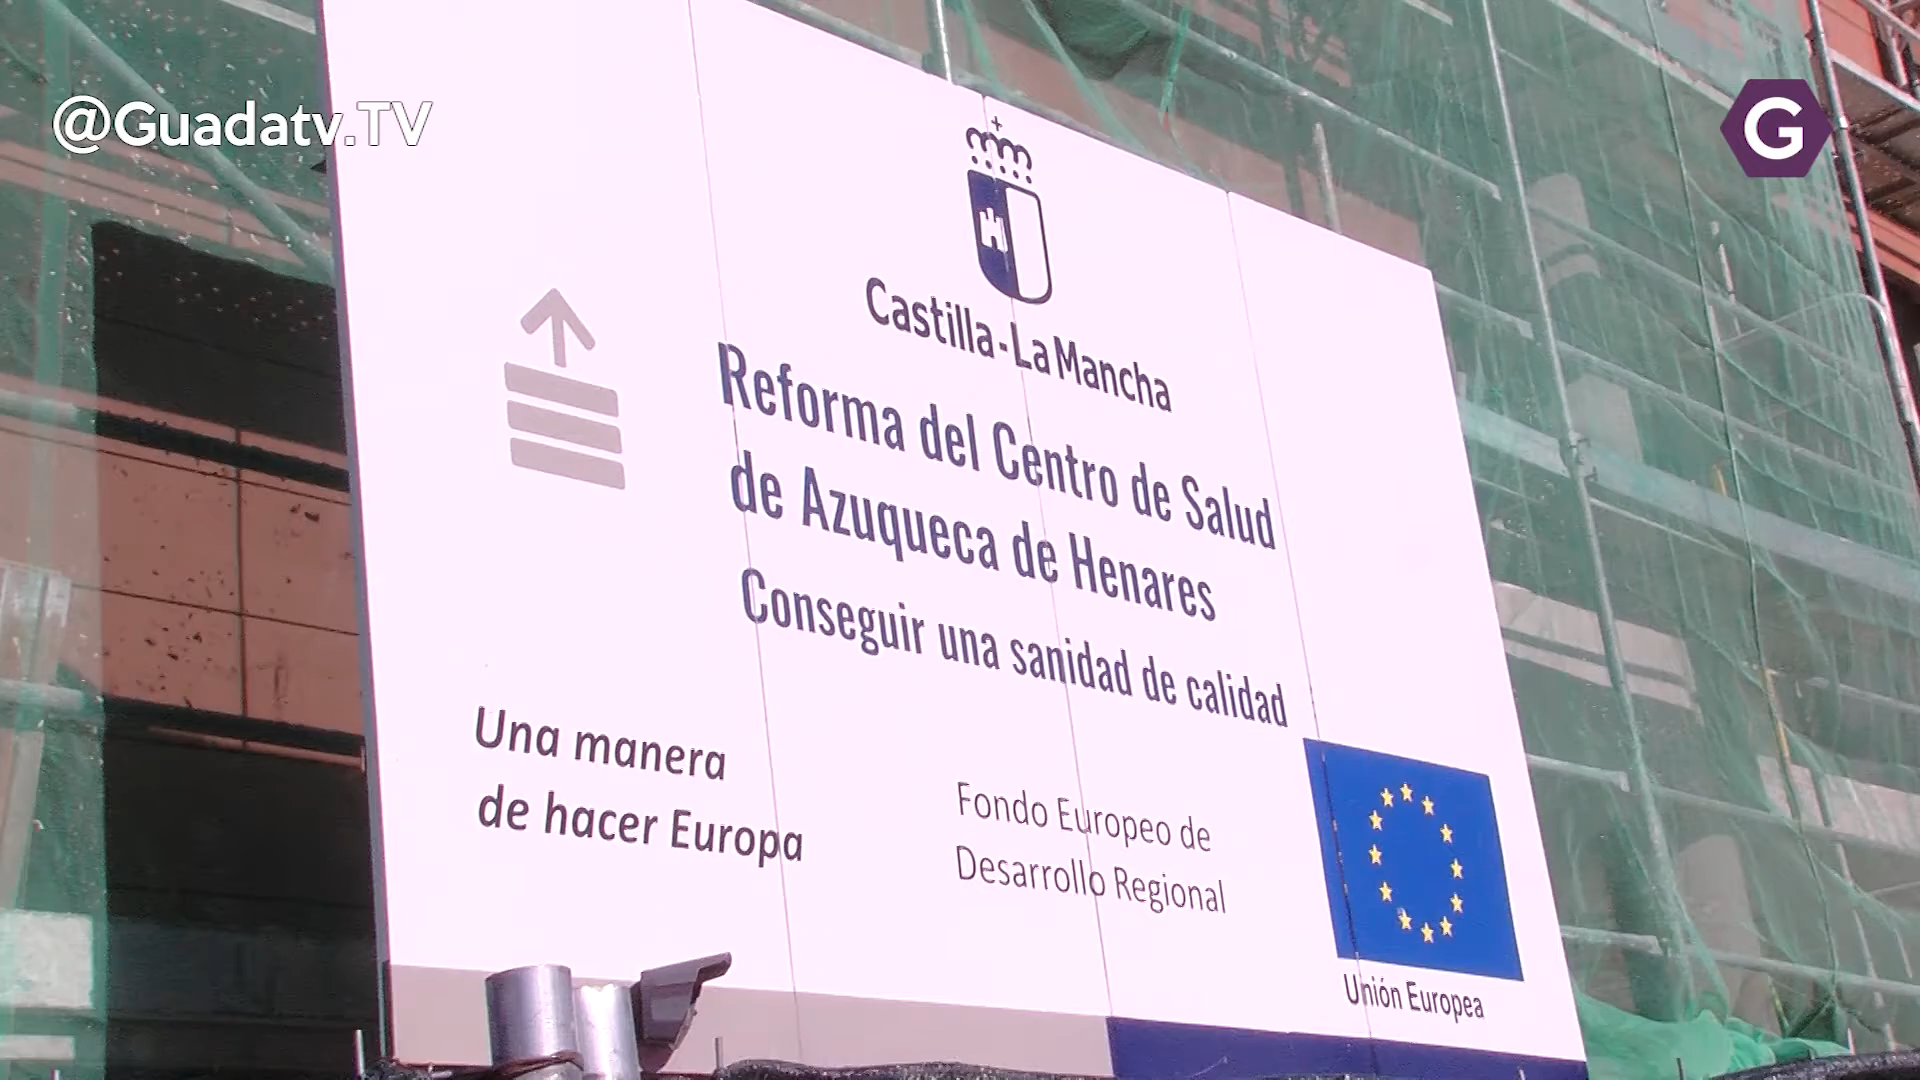 @Guadatv.TV
G
Castilla-La Mancha
Reforma del Centro de Salud
de Azuqueca de Henares
Conseguir una sanidad de calidad
Una manera
de hacer Europa
Fondo Europeo de
Desarrollo Regional
Unión Europea